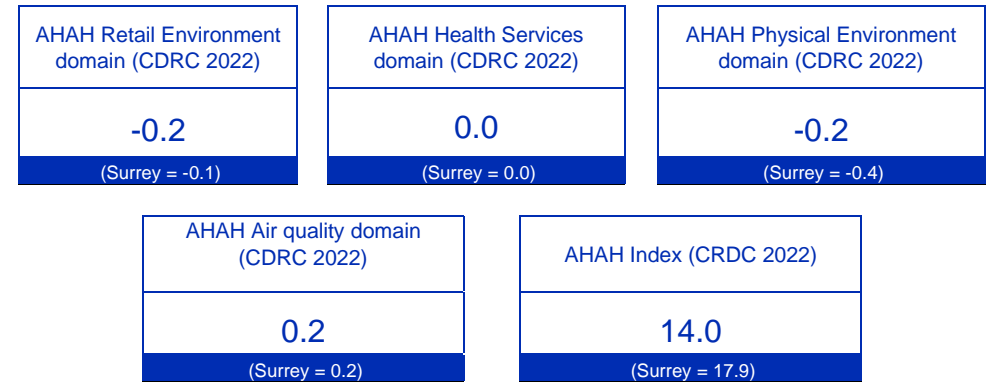 AHAH Retail Environment
domain (CDRC 2022)
-0.2
(Surrey = -0.1)
AHAH Health Services
domain (CDRC 2022)
0.0
(Surrey = 0.0)
AHAH Physical Environment
domain (CDRC 2022)
-0.2
(Surrey = -0.4)
AHAH Air quality domain
(CDRC 2022)
0.2
(Surrey = 0.2)
AHAH Index (CRDC 2022)
14.0
(Surrey = 17.9)